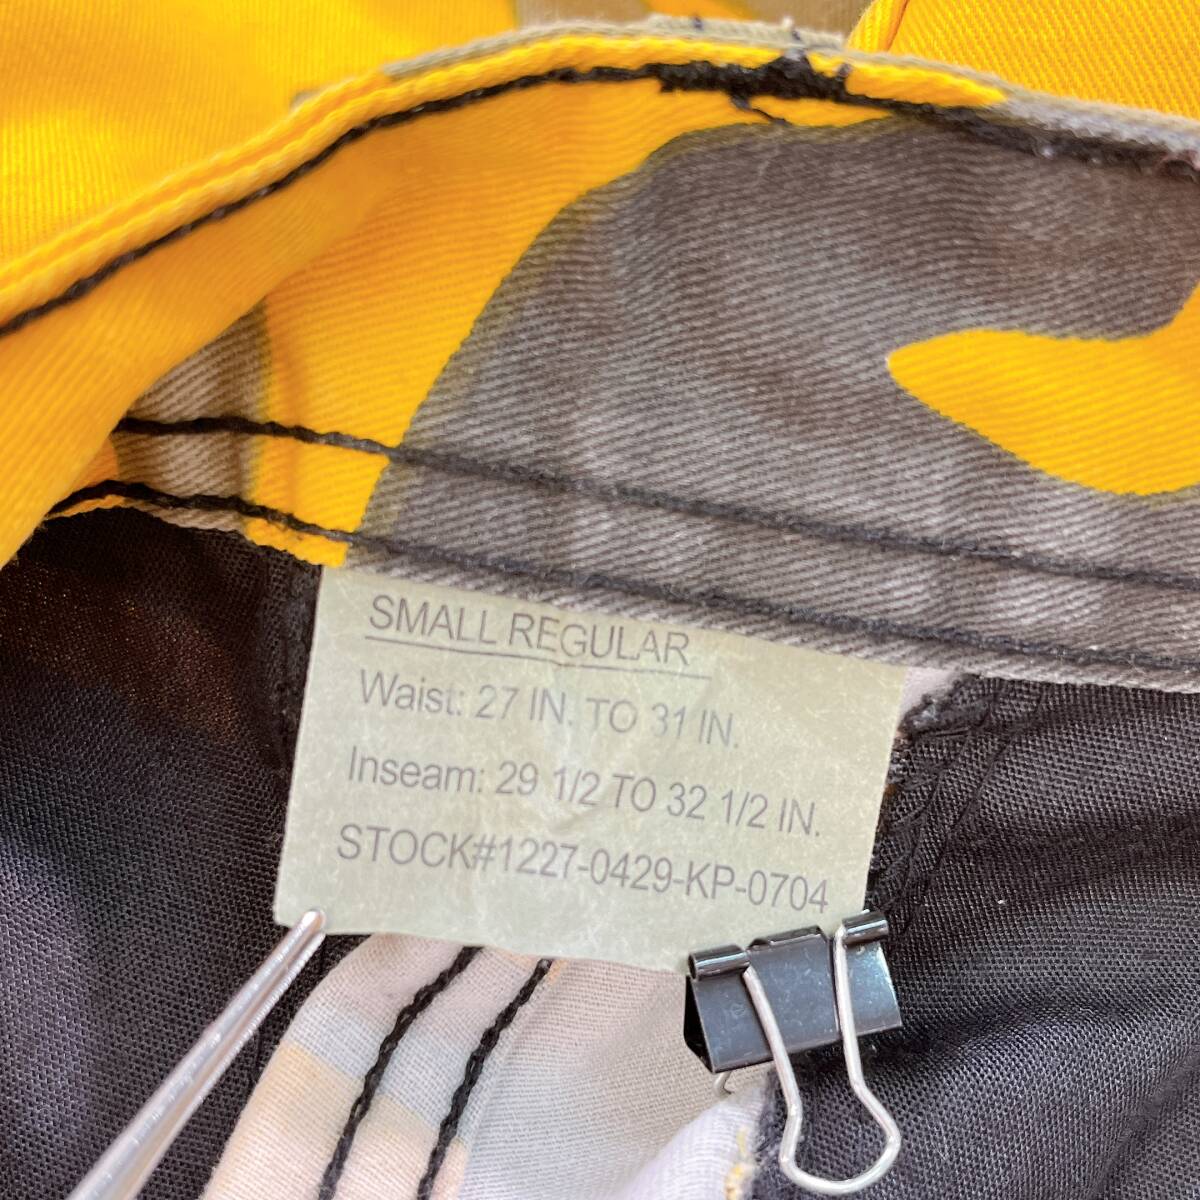 SMALL REGULAR
Waist: 27 IN. TO 31 IN.
Inseam: 29 1/2 TO 32 1/2 IN.
STOCK#1227-0429-KP-0704